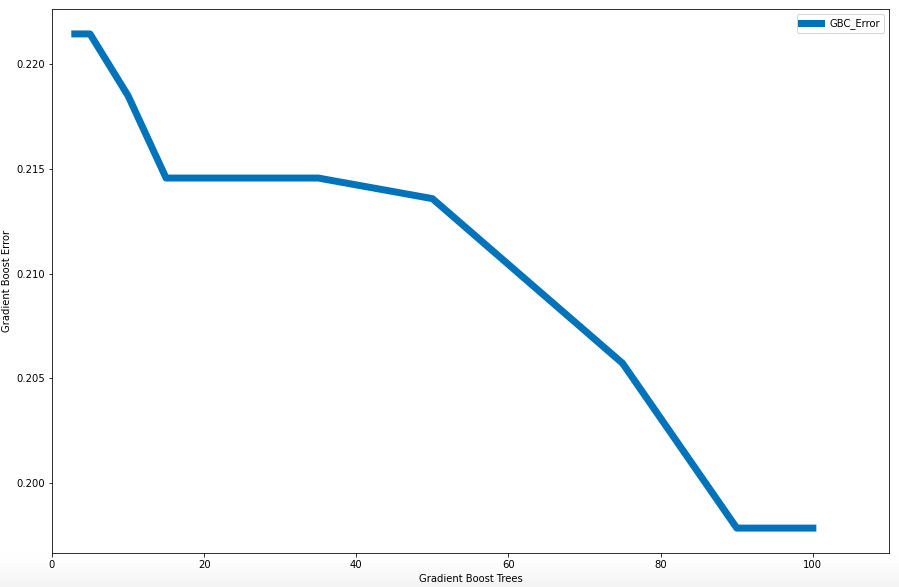 GBC_Error
0.220
0.215
0.210
0.205
0.200
Gradient Boost Error
0 20 40 60 80 100
Gradient Boost Trees